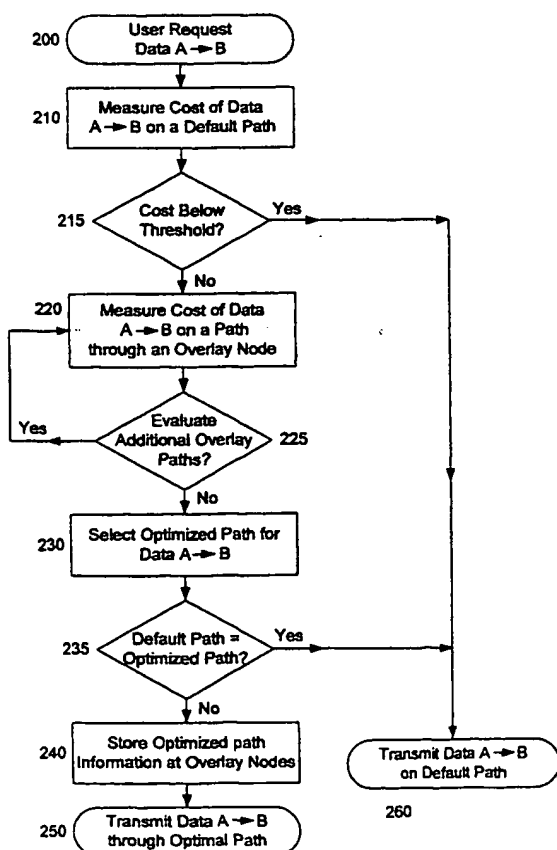 200
User Request
Data A → B
210
Measure Cost of Data
A → B on a Default Path
215
Cost Below
Threshold?
Yes
No
220
Measure Cost of Data
A → B on a Path
through an Overlay Node
Yes
Evaluate
Additional Overlay
Paths?
225
No
230
Select Optimized Path for
Data A → B
235
Default Path =
Optimized Path?
Yes
No
240
Store Optimized path
Information at Overlay Nodes
Transmit Data A → B
on Default Path
250
Transmit Data A → B
through Optimal Path
260